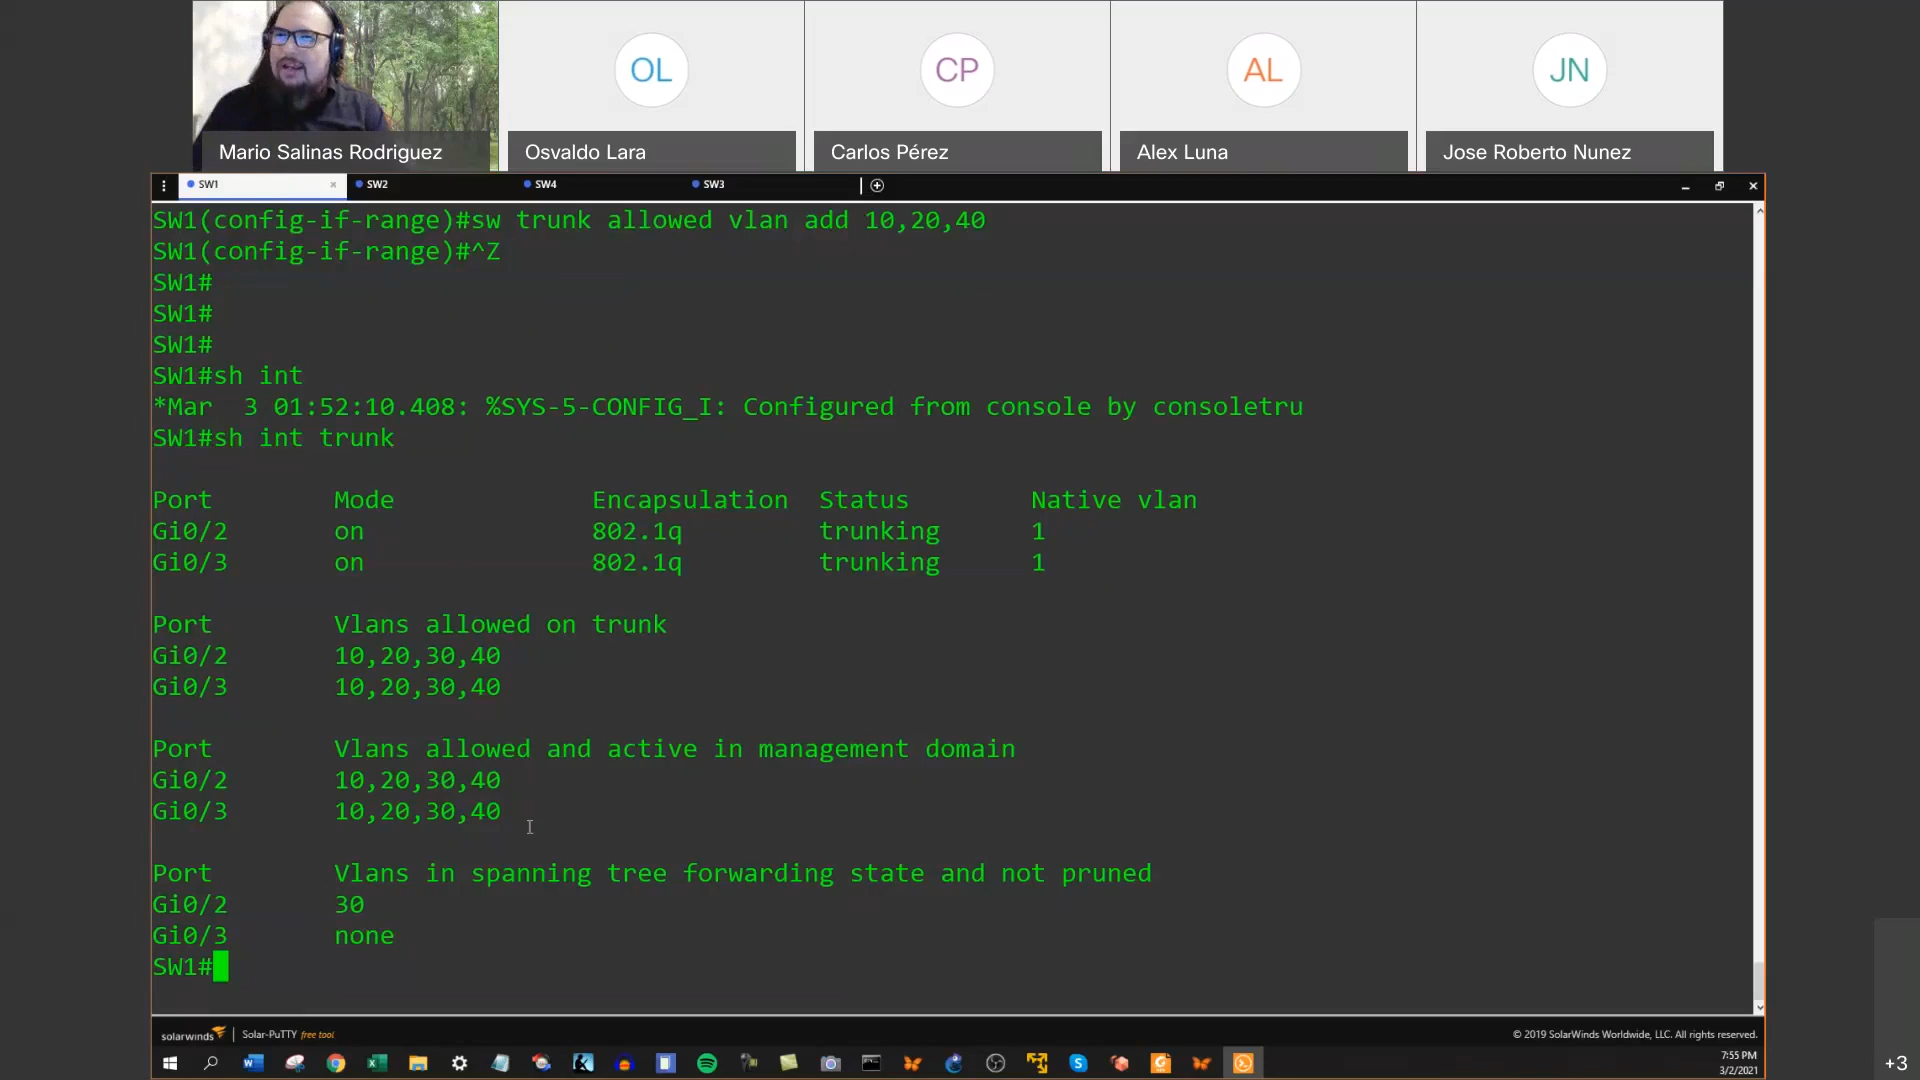 OL
CP
AL
JN
Mario Salinas Rodriguez
Osvaldo Lara
Carlos Pérez
Alex Luna
Jose Roberto Nunez
SW1
SW2
SW4
SW3
SW1(config-if-range)#sw trunk allowed vlan add 10,20,40
SW1(config-if-range)#^Z
SW1#
SW1#
SW1#
SW1#sh int
*Mar  3 01:52:10.408: %SYS-5-CONFIG_I: Configured from console by consoletru
SW1#sh int trunk
Port        Mode             Encapsulation  Status        Native vlan
Gi0/2       on               802.1q         trunking      1
Gi0/3       on               802.1q         trunking      1
Port        Vlans allowed on trunk
Gi0/2       10,20,30,40
Gi0/3       10,20,30,40
Port        Vlans allowed and active in management domain
Gi0/2       10,20,30,40
Gi0/3       10,20,30,40
Port        Vlans in spanning tree forwarding state and not pruned
Gi0/2       30
Gi0/3       none
SW1#
solarwinds | Solar-PuTTY free tool
© 2019 SolarWinds Worldwide, LLC. All rights reserved.
7:55 PM
3/2/2021
+3